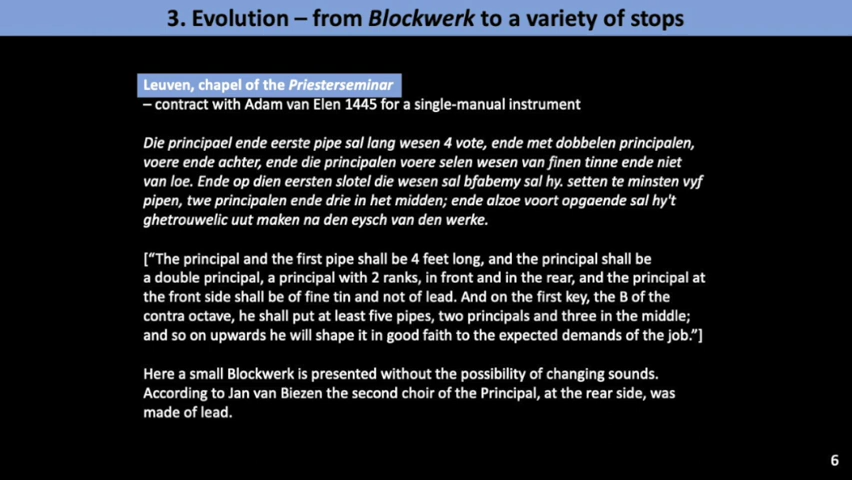 3. Evolution – from Blockwerk to a variety of stops
Leuven, chapel of the Priesterseminar
– contract with Adam van Elen 1445 for a single-manual instrument
Die principael ende eerste pipe sal lang wesen 4 vote, ende met dobbelen principalen,
voere ende achter, ende die principalen voere selen wesen van finen tinne ende niet
van loe. Ende op dien eersten slotel die wesen sal bfabemy sal hy. setten te minsten vyf
pipen, twe principalen ende drie in het midden; ende alzoe voort opgaende sal hy't
ghetrouwelic uut maken na den eysch van den werke.
[“The principal and the first pipe shall be 4 feet long, and the principal shall be
a double principal, a principal with 2 ranks, in front and in the rear, and the principal at
the front side shall be of fine tin and not of lead. And on the first key, the B of the
contra octave, he shall put at least five pipes, two principals and three in the middle;
and so on upwards he will shape it in good faith to the expected demands of the job.”]
Here a small Blockwerk is presented without the possibility of changing sounds.
According to Jan van Biezen the second choir of the Principal, at the rear side, was
made of lead.
6